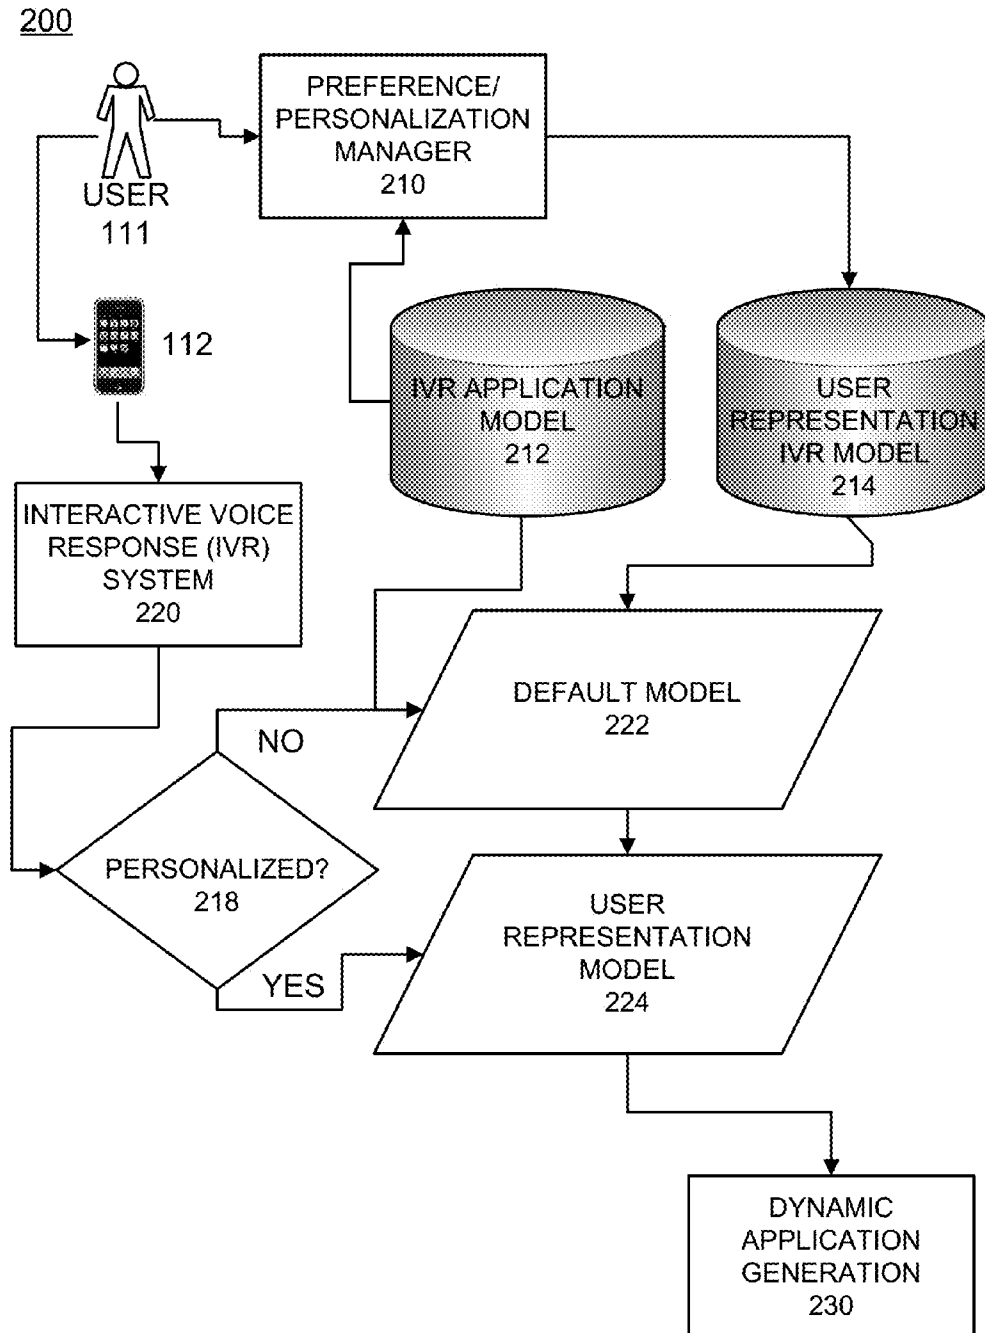 200
PREFERENCE/
PERSONALIZATION
MANAGER
210
USER
111
112
IVR APPLICATION
MODEL
212
USER
REPRESENTATION
IVR MODEL
214
INTERACTIVE VOICE
RESPONSE (IVR)
SYSTEM
220
DEFAULT MODEL
222
NO
PERSONALIZED?
218
YES
USER
REPRESENTATION
MODEL
224
DYNAMIC
APPLICATION
GENERATION
230